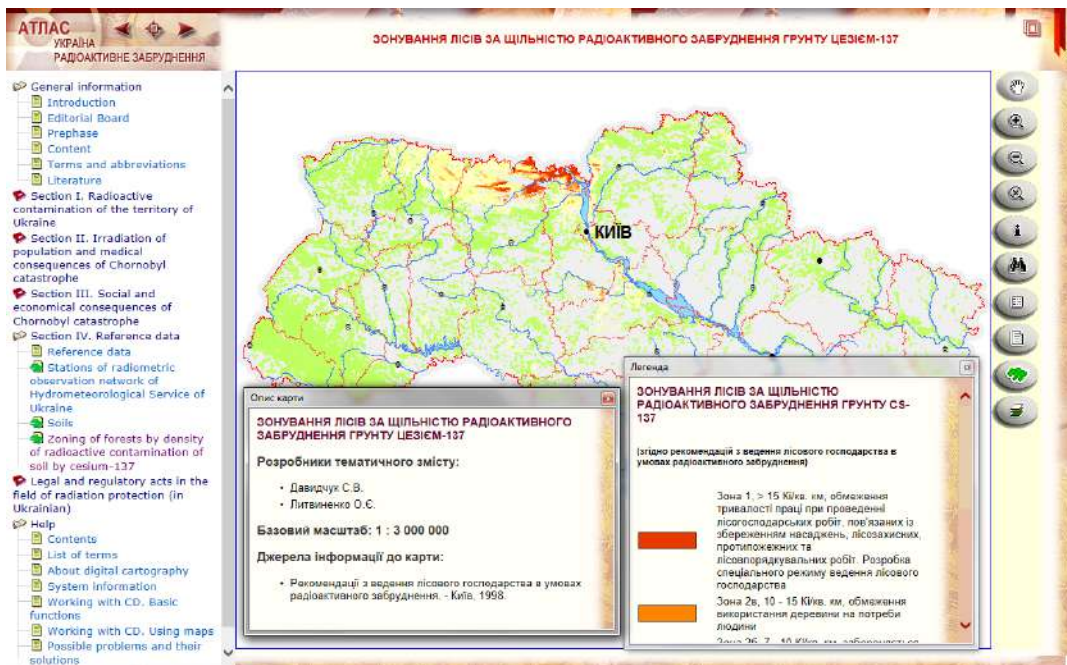 АТЛАС
УКРАЇНА
РАДІОАКТИВНЕ ЗАБРУДНЕННЯ
ЗОНУВАННЯ ЛІСІВ ЗА ЩІЛЬНІСТЮ РАДІОАКТИВНОГО ЗАБРУДНЕННЯ ГРУНТУ ЦЕЗІЄМ-137
General information
Introduction
Editorial Board
Prephase
Content
Terms and abbreviations
Literature
Section I. Radioactive
contamination of the territory of
Ukraine
Section II. Irradiation of
population and medical
consequences of Chornobyl
catastrophe
Section III. Social and
economical consequences of
Chornobyl catastrophe
Section IV. Reference data
Reference data
Stations of radiometric
observation network of
Hydrometeorological Service of
Ukraine
Soils
Zoning of forests by density
of radioactive contamination of
soil by cesium-137
Legal and regulatory acts in the
field of radiation protection (in
Ukrainian)
Help
Contents
List of terms
About digital cartography
System information
Working with CD. Basic
functions
Working with CD. Using maps
Possible problems and their
solutions
КИЇВ
Опис карти
ЗОНУВАННЯ ЛІСІВ ЗА ЩІЛЬНІСТЮ РАДІОАКТИВНОГО
ЗАБРУДНЕННЯ ГРУНТУ ЦЕЗІЄМ-137
Розробники тематичного змісту:
• Давидчук С.В.
• Литвиненко О.Є.
Базовий масштаб: 1 : 3 000 000
Джерела інформації до карти:
• Рекомендації з ведення лісового господарства в умовах
радіоактивного забруднення. - Київ, 1998.
Легенда
ЗОНУВАННЯ ЛІСІВ ЗА ЩІЛЬНІСТЮ
РАДІОАКТИВНОГО ЗАБРУДНЕННЯ ГРУНТУ CS-
137
(згідно рекомендацій з ведення лісового господарства в
умовах радіоактивного забруднення)
Зона 1, > 15 Кі/кв. км, обмеження
тривалості праці при проведенні
лісогосподарських робіт, пов'язаних із
збереженням насаджень, лісозахисних,
протипожежних та
лісовпорядкувальних робіт. Розробка
спеціального режиму ведення лісового
господарства
Зона 2в, 10 - 15 Кі/кв. км, обмеження
використання деревини на потреби
людини
Зона 2б, 7 - 10 Кі/кв. км, забороняється